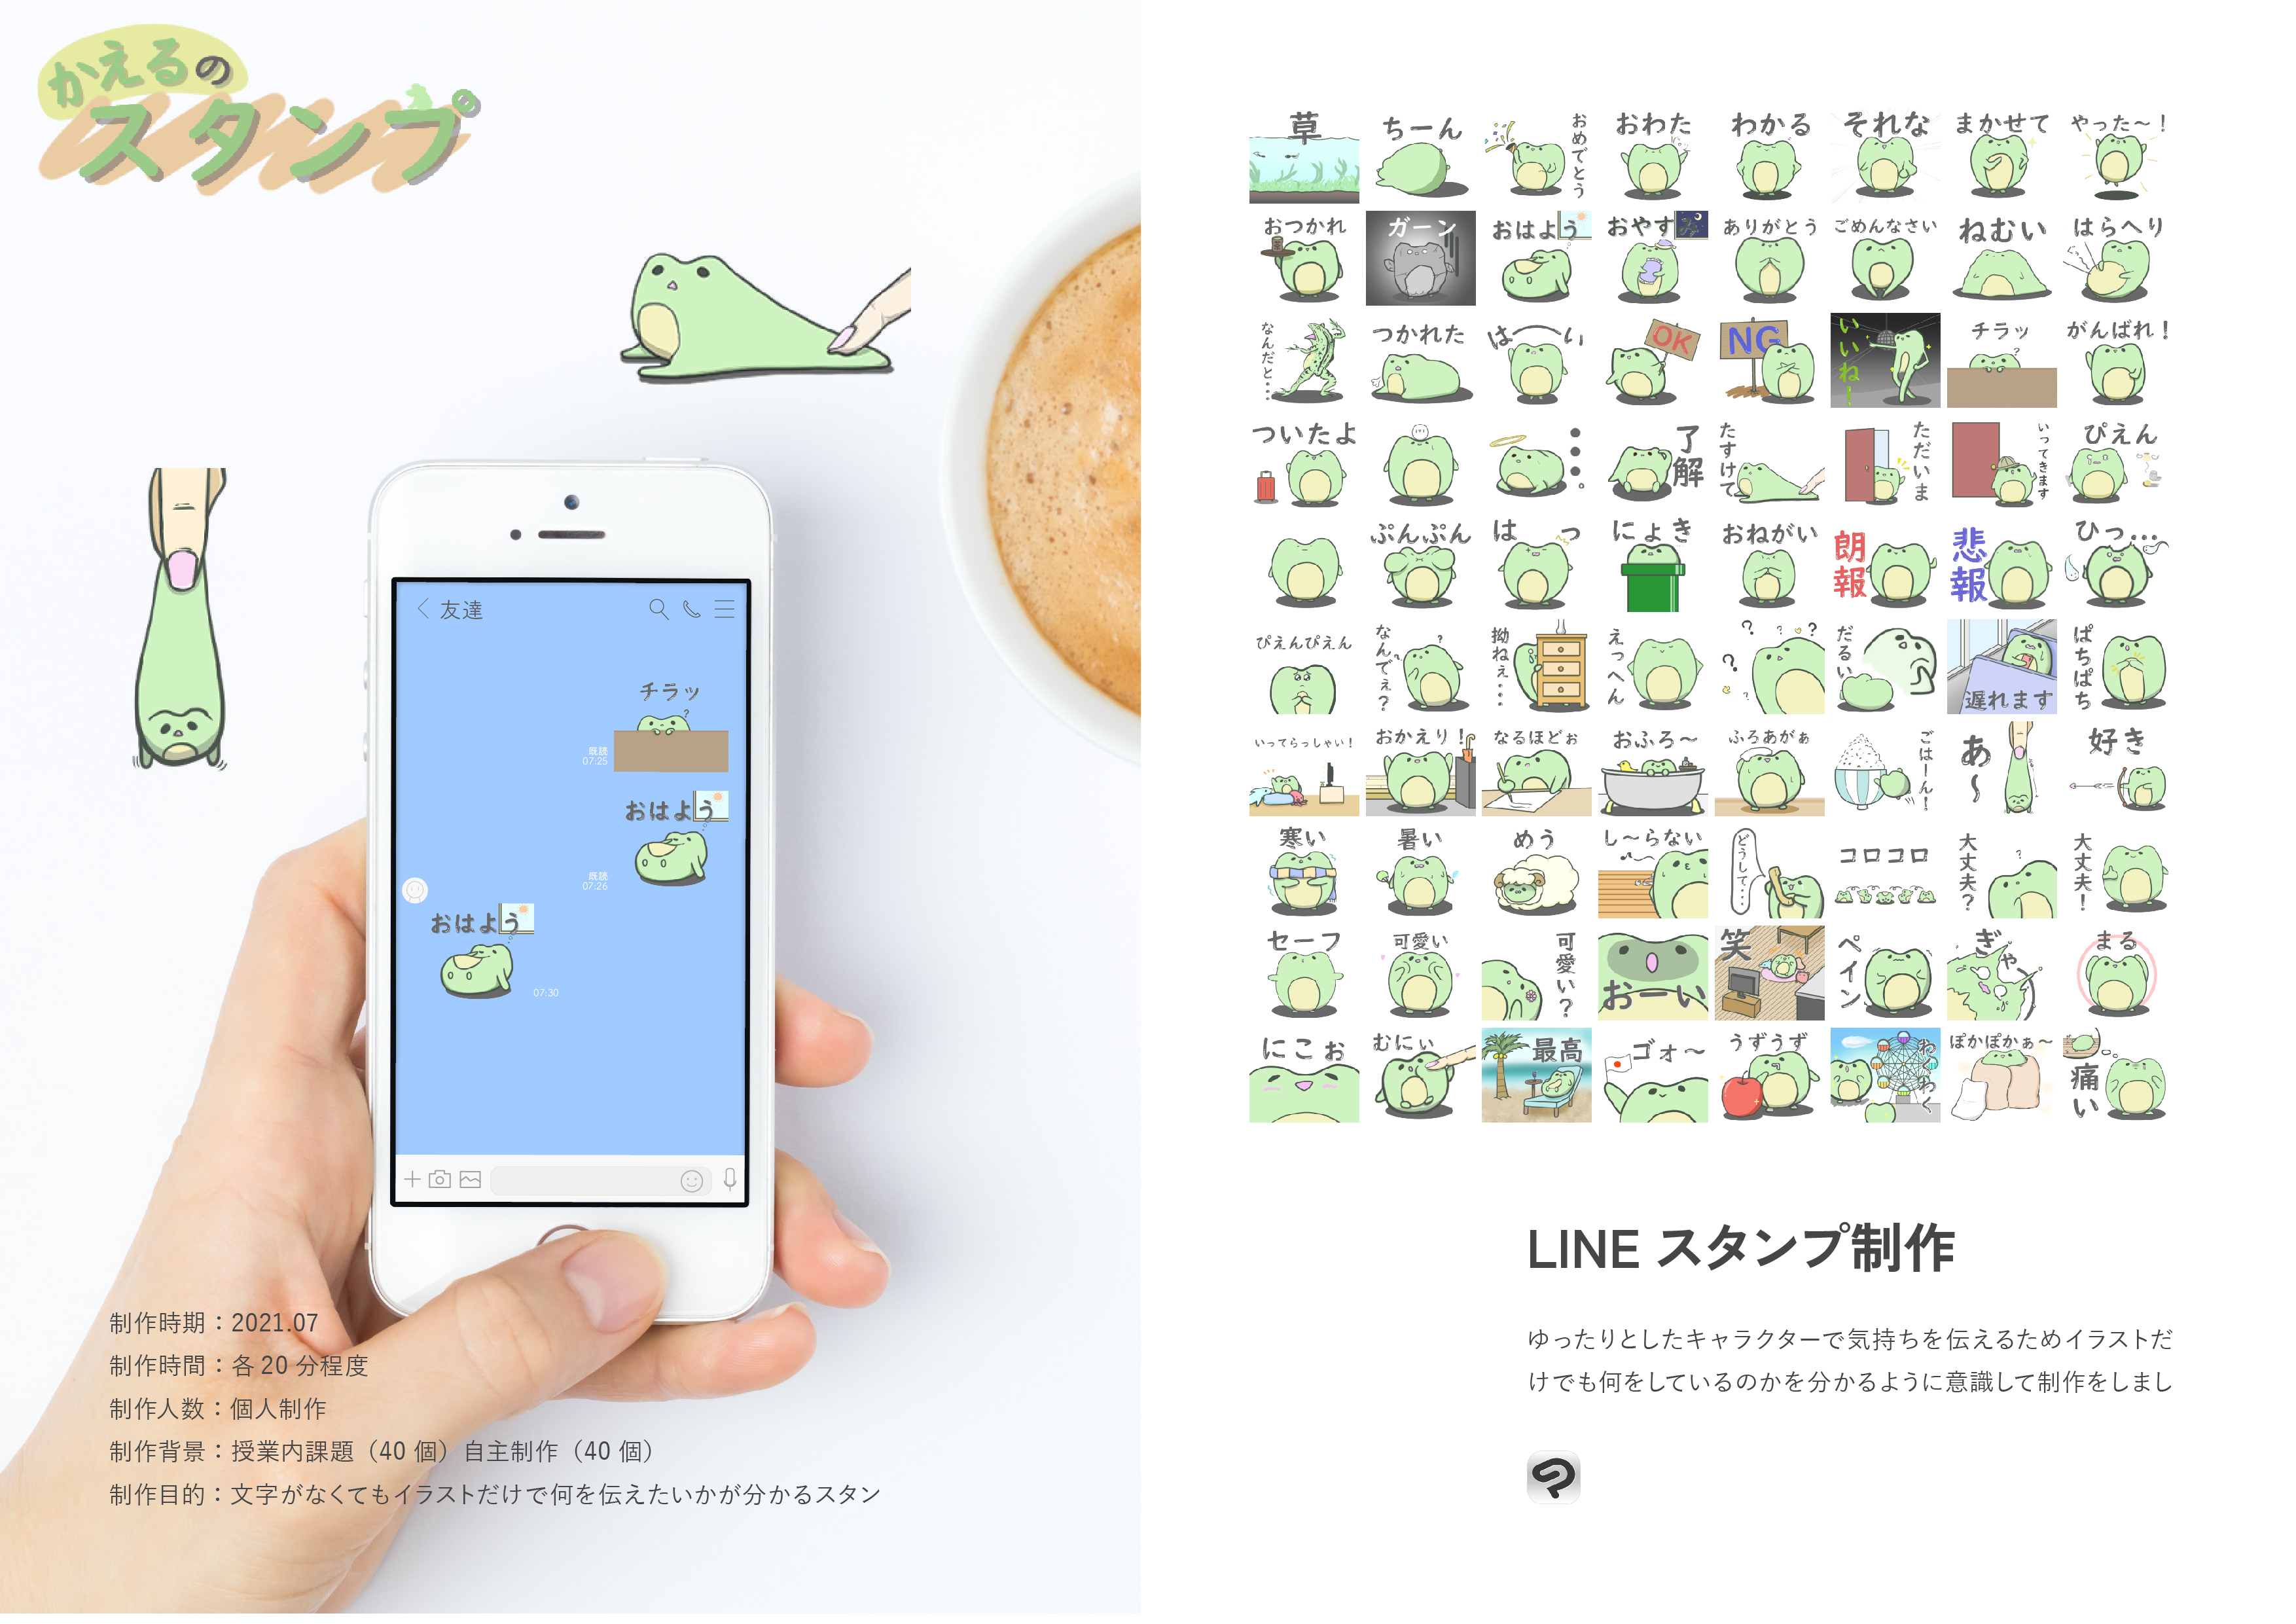 かえるの
スタンプ
友達
チラッ
既読
07:25
おはよう
既読
07:26
おはよう
07:30
制作時期：2021.07
制作時間：各20分程度
制作人数：個人制作
制作背景：授業内課題（40個）自主制作（40個）
制作目的：文字がなくてもイラストだけで何を伝えたいかが分かるスタン
草
ちーん
おめでとう
おわた
わかる
それな
まかせて
やった～！
おつかれ
ガーン
おはよう
おやすみ
ありがとう
ごめんなさい
ねむい
はらへり
なんだと・・・・
つかれた
はーい
OK
NG
いいね！
チラッ
がんばれ！
ついたよ
・・・。
了解
たすけて
ただいま
いってきます
ぴえん
ぷんぷん
はっ
にょき
おねがい
朗報
悲報
ひっ…
ぴえんぴえん
なんでぇ？
拗ねぇ・・・
えっへん
? ? ? ?
だるい
遅れます
ぱちぱち
いってらっしゃい！
おかえり！
なるほどぉ
おふろ～
ふろあがぁ
ごはーん！
あ～
好き
寒い
暑い
めう
し～らない
どうして・・・
コロコロ
大丈夫？
大丈夫！
セーフ
可愛い
可愛い？
おーい
笑
ペイン
ぎゃ
まる
にこぉ
むにぃ
最高
ゴォ～
うずうず
わくわく
ぽかぽかぁ～
痛い
LINE スタンプ制作
ゆったりとしたキャラクターで気持ちを伝えるためイラストだ
けでも何をしているのかを分かるように意識して制作をしまし